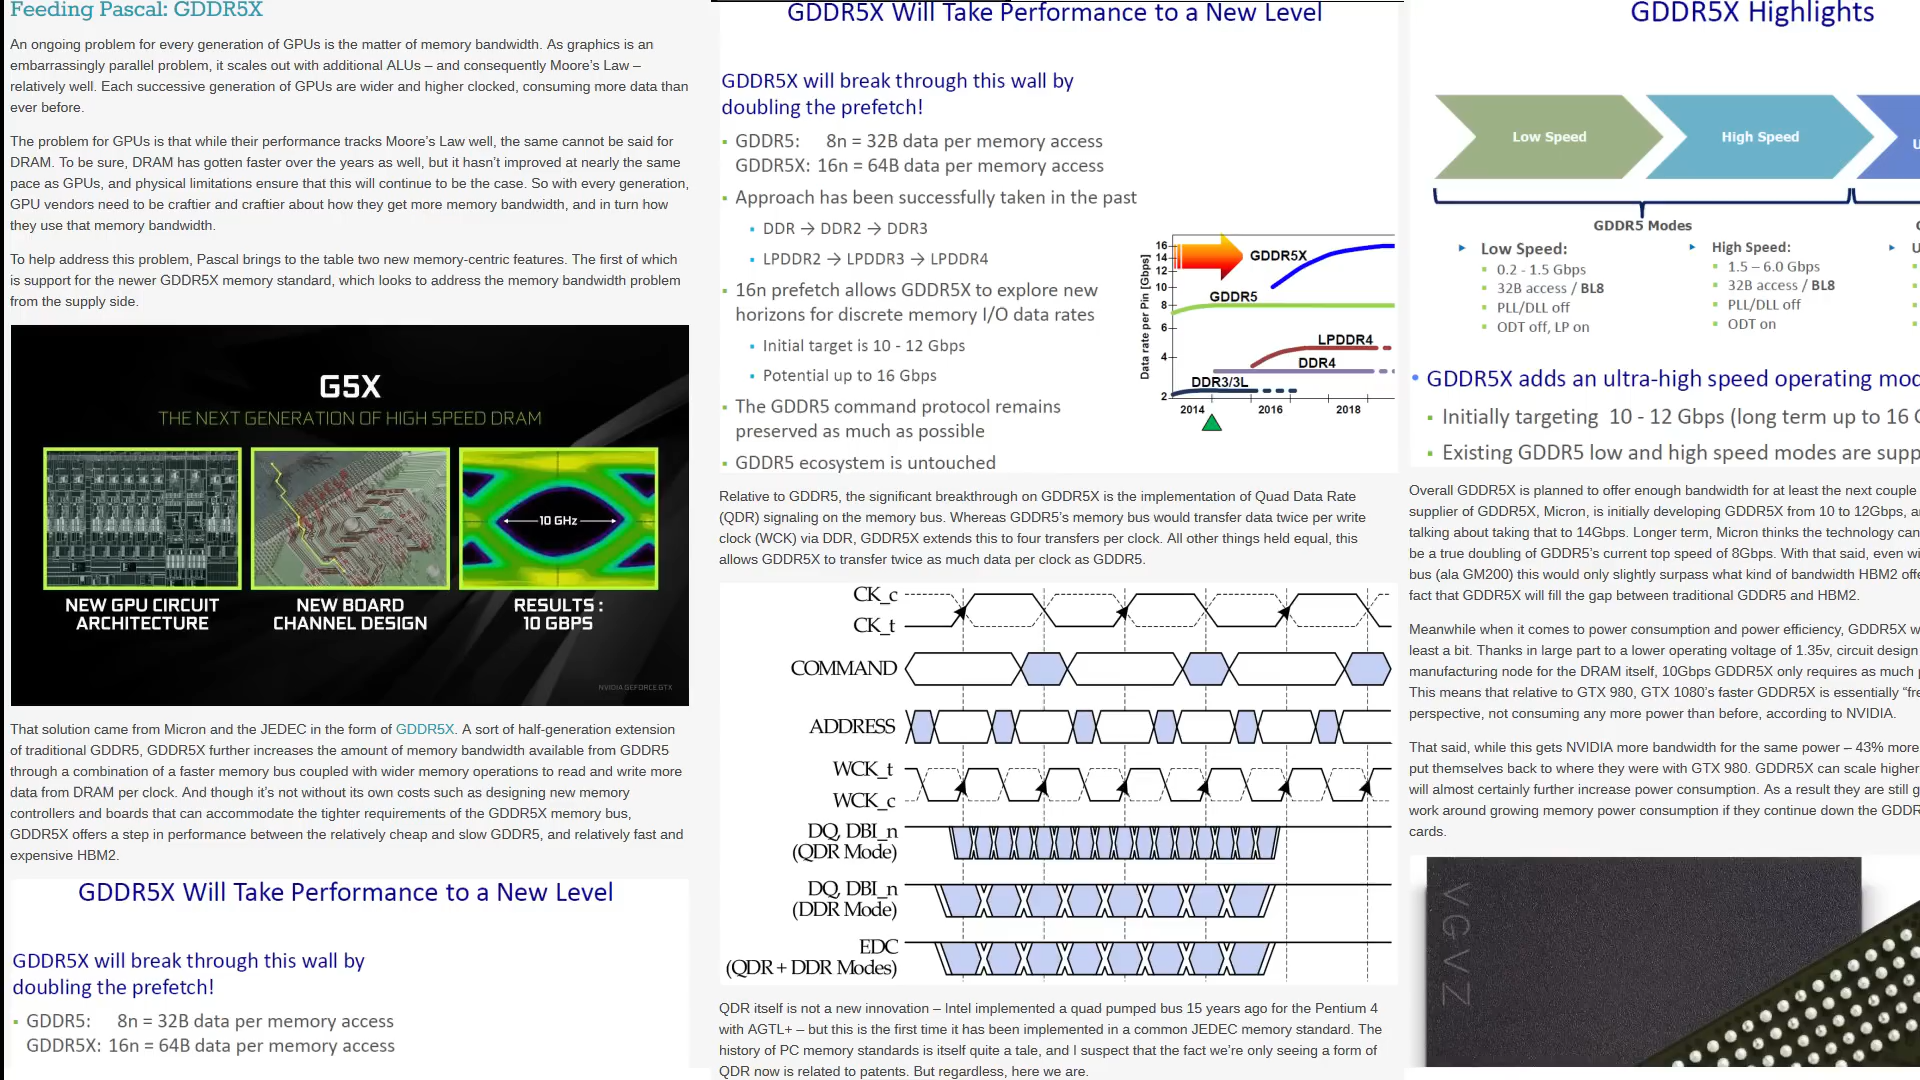 Feeding Pascal: GDDR5X
An ongoing problem for every generation of GPUs is the matter of memory bandwidth. As graphics is an
embarrassingly parallel problem, it scales out with additional ALUs – and consequently Moore's Law –
relatively well. Each successive generation of GPUs are wider and higher clocked, consuming more data than
ever before.
The problem for GPUs is that while their performance tracks Moore's Law well, the same cannot be said for
DRAM. To be sure, DRAM has gotten faster over the years as well, but it hasn't improved at nearly the same
pace as GPUs, and physical limitations ensure that this will continue to be the case. So with every generation,
GPU vendors need to be craftier and craftier about how they get more memory bandwidth, and in turn how
they use that memory bandwidth.
To help address this problem, Pascal brings to the table two new memory-centric features. The first of which
is support for the newer GDDR5X memory standard, which looks to address the memory bandwidth problem
from the supply side.
G5X
THE NEXT GENERATION OF HIGH SPEED DRAM
10 GHz
NEW GPU CIRCUIT
ARCHITECTURE
NEW BOARD
CHANNEL DESIGN
RESULTS :
10 GBPS
NVIDIA.GEFORCE.GTX
That solution came from Micron and the JEDEC in the form of GDDR5X. A sort of half-generation extension
of traditional GDDR5, GDDR5X further increases the amount of memory bandwidth available from GDDR5
through a combination of a faster memory bus coupled with wider memory operations to read and write more
data from DRAM per clock. And though it's not without its own costs such as designing new memory
controllers and boards that can accommodate the tighter requirements of the GDDR5X memory bus,
GDDR5X offers a step in performance between the relatively cheap and slow GDDR5, and relatively fast and
expensive HBM2.
GDDR5X Will Take Performance to a New Level
GDDR5X will break through this wall by
doubling the prefetch!
▪ GDDR5: 8n = 32B data per memory access
GDDR5X: 16n = 64B data per memory access
GDDR5X Will Take Performance to a New Level
GDDR5X will break through this wall by
doubling the prefetch!
▪ GDDR5: 8n = 32B data per memory access
GDDR5X: 16n = 64B data per memory access
▪ Approach has been successfully taken in the past
▪ DDR → DDR2 → DDR3
▪ LPDDR2 → LPDDR3 → LPDDR4
▪ 16n prefetch allows GDDR5X to explore new
horizons for discrete memory I/O data rates
▪ Initial target is 10 - 12 Gbps
▪ Potential up to 16 Gbps
▪ The GDDR5 command protocol remains
preserved as much as possible
▪ GDDR5 ecosystem is untouched
Data rate per Pin [Gbps]
16
14
12
10
8
6
4
2
GDDR5X
GDDR5
LPDDR4
DDR4
DDR3/3L
2014 2016 2018
Relative to GDDR5, the significant breakthrough on GDDR5X is the implementation of Quad Data Rate
(QDR) signaling on the memory bus. Whereas GDDR5's memory bus would transfer data twice per write
clock (WCK) via DDR, GDDR5X extends this to four transfers per clock. All other things held equal, this
allows GDDR5X to transfer twice as much data per clock as GDDR5.
CK_c
CK_t
COMMAND
ADDRESS
WCK_t
WCK_c
DQ, DBI_n
(QDR Mode)
DQ, DBI_n
(DDR Mode)
EDC
(QDR + DDR Modes)
QDR itself is not a new innovation – Intel implemented a quad pumped bus 15 years ago for the Pentium 4
with AGTL+ – but this is the first time it has been implemented in a common JEDEC memory standard. The
history of PC memory standards is itself quite a tale, and I suspect that the fact we're only seeing a form of
QDR now is related to patents. But regardless, here we are.
GDDR5X Highlights
Low Speed
High Speed
U
GDDR5 Modes
Low Speed:
▪ 0.2 - 1.5 Gbps
▪ 32B access / BL8
▪ PLL/DLL off
▪ ODT off, LP on
High Speed:
▪ 1.5 – 6.0 Gbps
▪ 32B access / BL8
▪ PLL/DLL off
▪ ODT on
U
• GDDR5X adds an ultra-high speed operating mod
▪ Initially targeting 10 - 12 Gbps (long term up to 16 G
▪ Existing GDDR5 low and high speed modes are supp
Overall GDDR5X is planned to offer enough bandwidth for at least the next couple
supplier of GDDR5X, Micron, is initially developing GDDR5X from 10 to 12Gbps, a
talking about taking that to 14Gbps. Longer term, Micron thinks the technology can
be a true doubling of GDDR5's current top speed of 8Gbps. With that said, even wi
bus (ala GM200) this would only slightly surpass what kind of bandwidth HBM2 offe
fact that GDDR5X will fill the gap between traditional GDDR5 and HBM2.
Meanwhile when it comes to power consumption and power efficiency, GDDR5X w
least a bit. Thanks in large part to a lower operating voltage of 1.35v, circuit design
manufacturing node for the DRAM itself, 10Gbps GDDR5X only requires as much p
This means that relative to GTX 980, GTX 1080's faster GDDR5X is essentially "fre
perspective, not consuming any more power than before, according to NVIDIA.
That said, while this gets NVIDIA more bandwidth for the same power – 43% more
put themselves back to where they were with GTX 980. GDDR5X can scale higher
will almost certainly further increase power consumption. As a result they are still g
work around growing memory power consumption if they continue down the GDDR
cards.
VGVZ